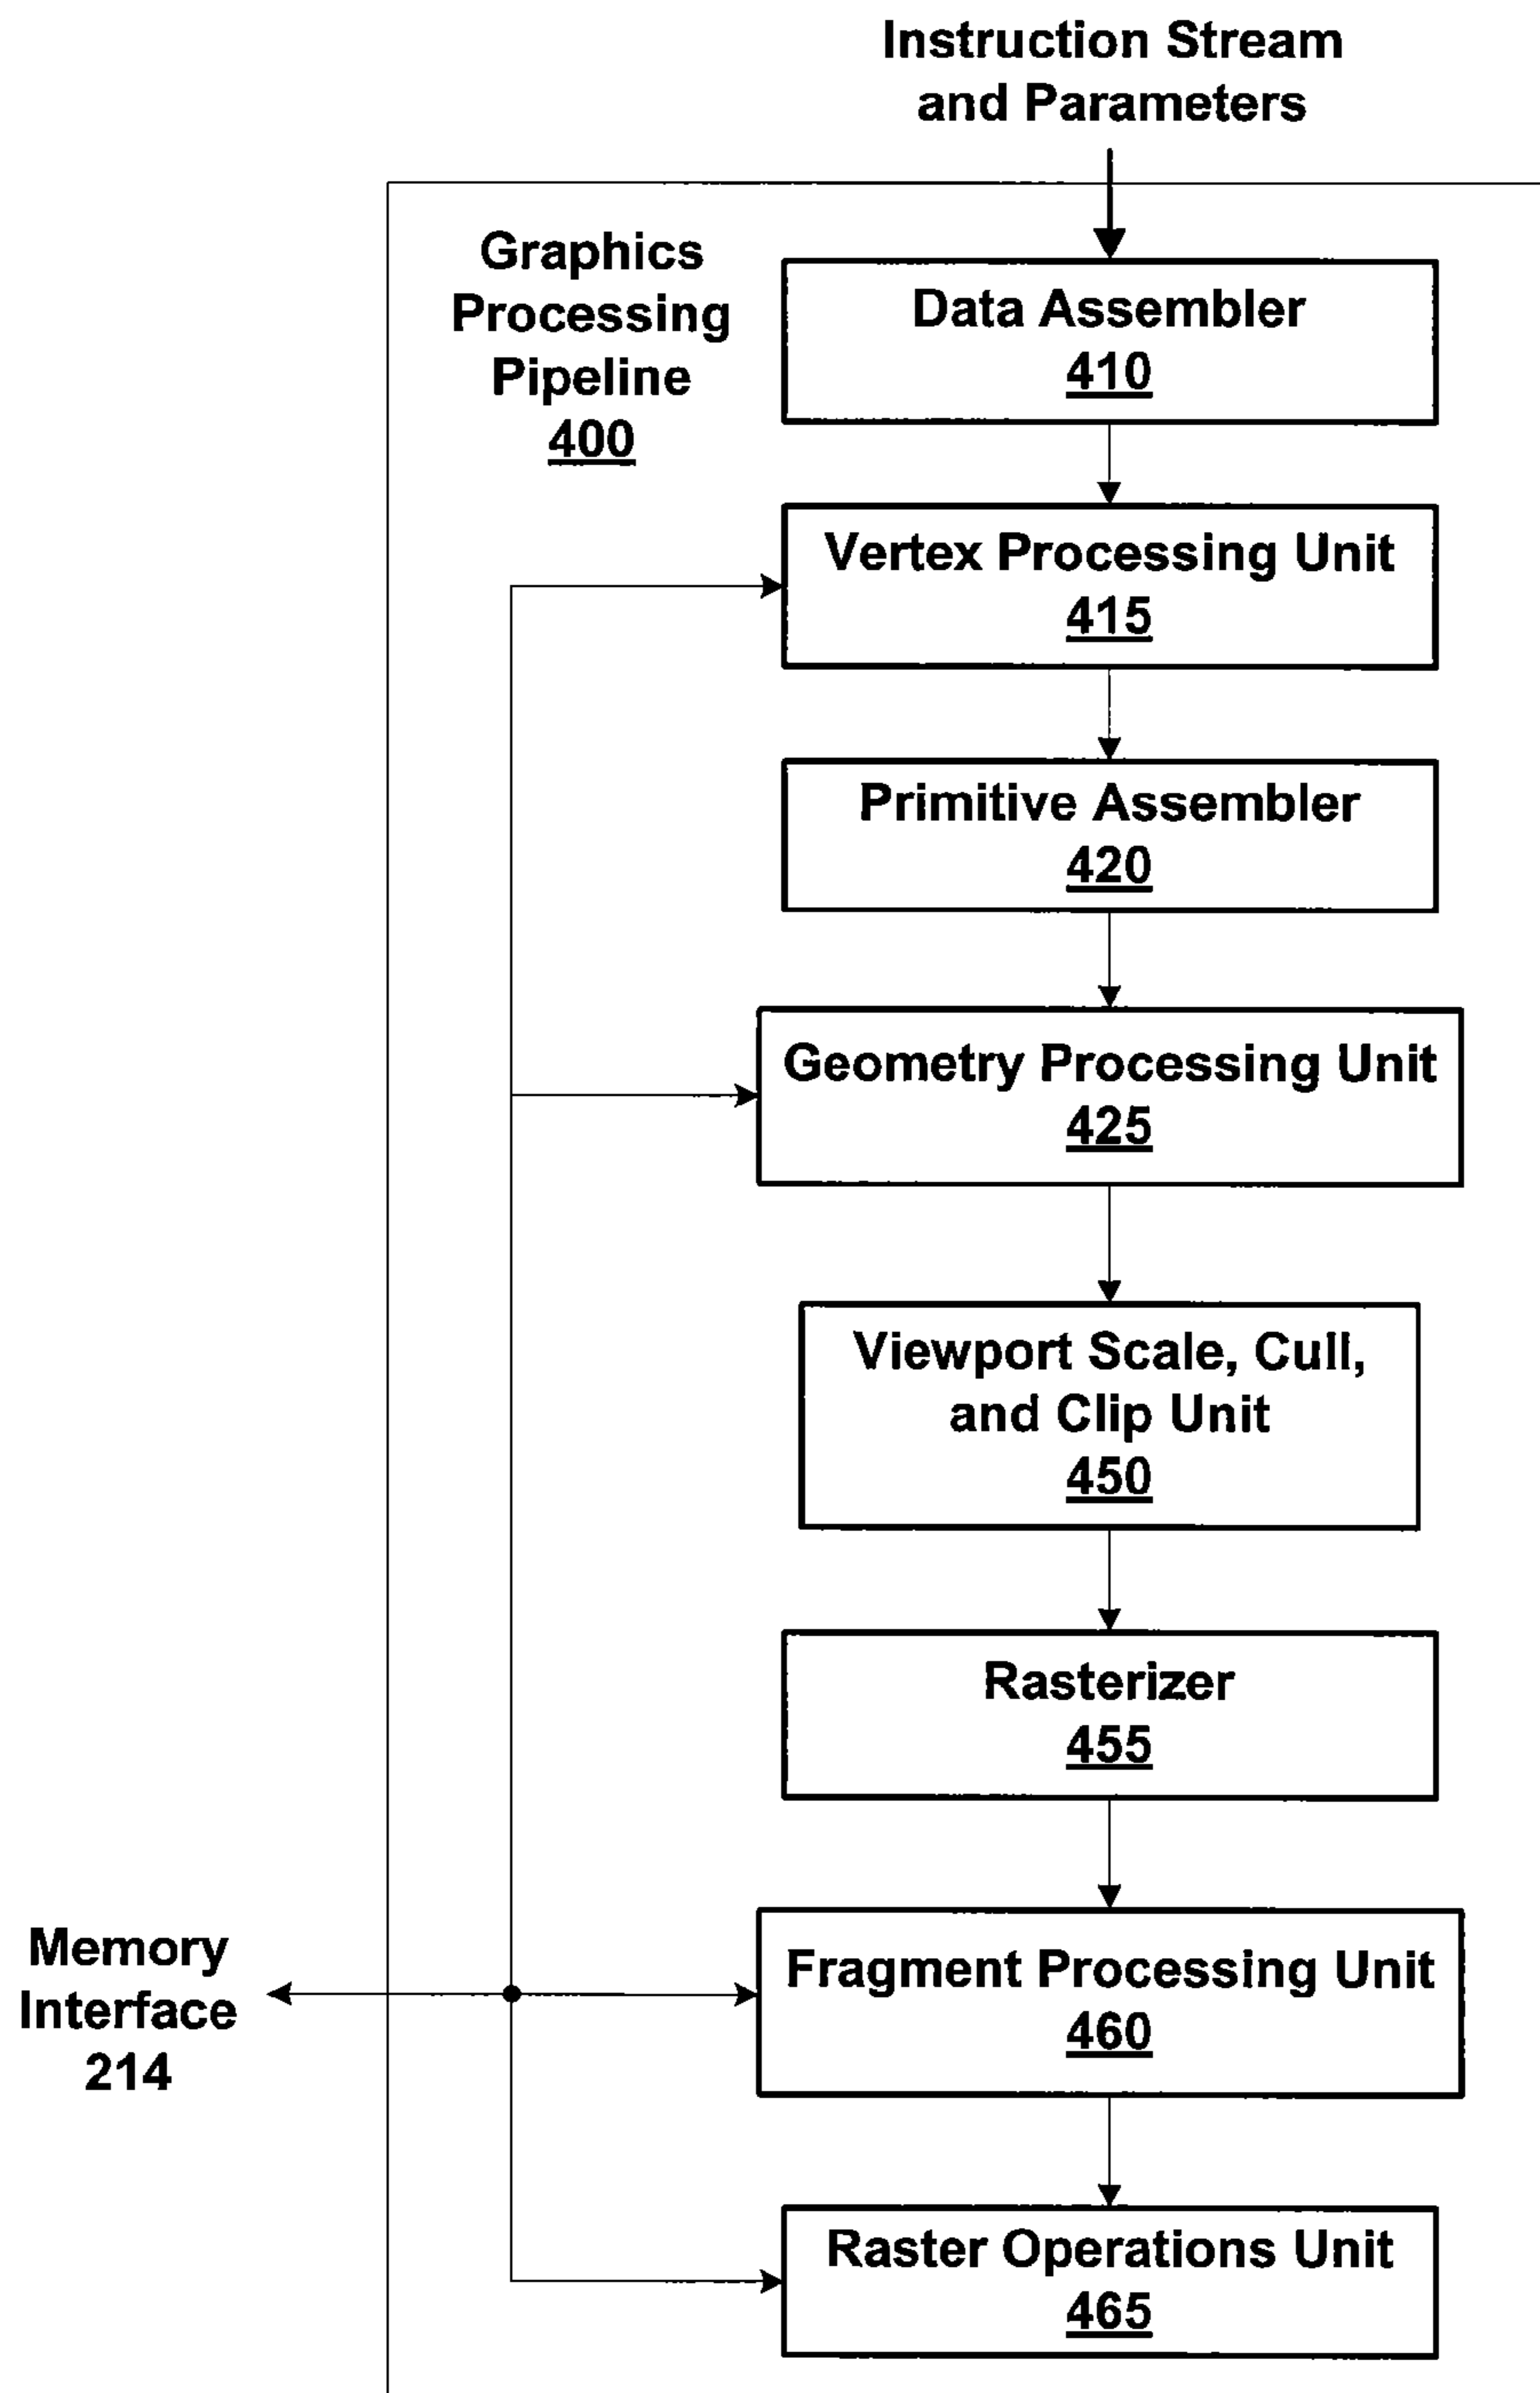 Instruction Stream
and Parameters
Graphics
Processing
Pipeline
400
Data Assembler
410
Vertex Processing Unit
415
Primitive Assembler
420
Geometry Processing Unit
425
Viewport Scale, Cull,
and Clip Unit
450
Rasterizer
455
Memory
Interface
214
Fragment Processing Unit
460
Raster Operations Unit
465